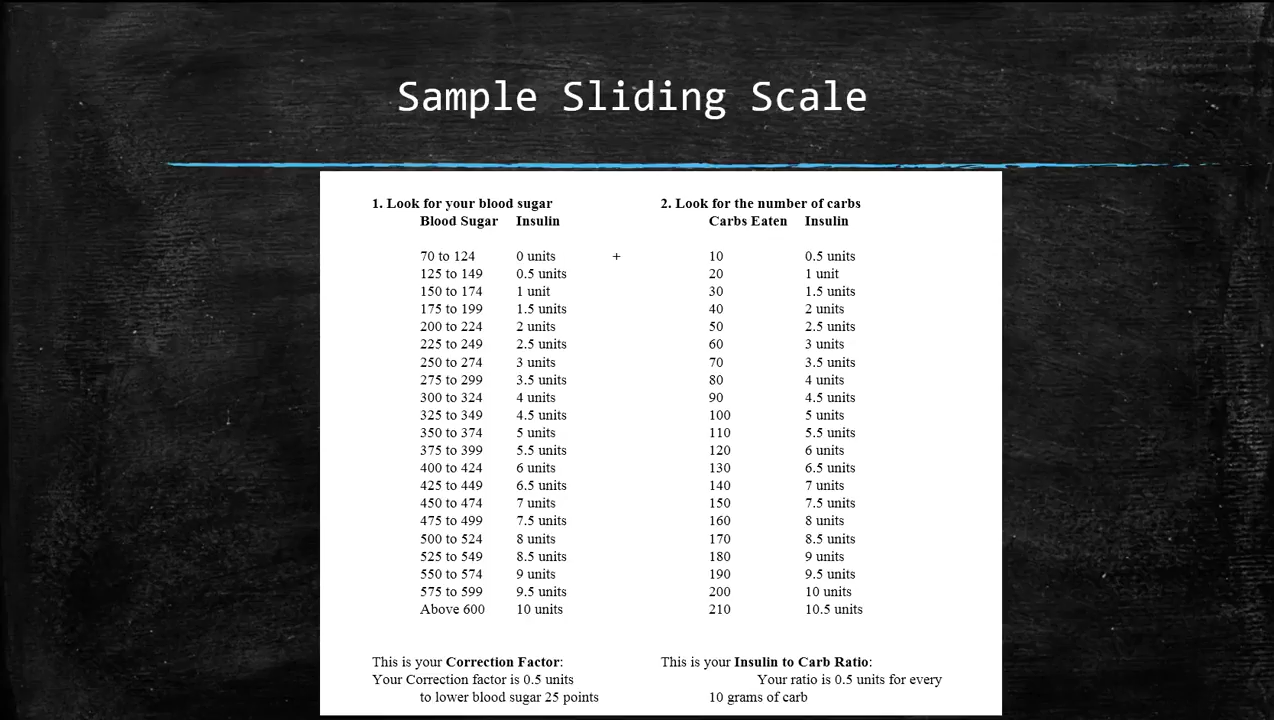 Sample Sliding Scale
1. Look for your blood sugar 2. Look for the number of carbs
Blood Sugar Insulin Carbs Eaten Insulin
70 to 124 0 units + 10 0.5 units
125 to 149 0.5 units 20 1 unit
150 to 174 1 unit 30 1.5 units
175 to 199 1.5 units 40 2 units
200 to 224 2 units 50 2.5 units
225 to 249 2.5 units 60 3 units
250 to 274 3 units 70 3.5 units
275 to 299 3.5 units 80 4 units
300 to 324 4 units 90 4.5 units
325 to 349 4.5 units 100 5 units
350 to 374 5 units 110 5.5 units
375 to 399 5.5 units 120 6 units
400 to 424 6 units 130 6.5 units
425 to 449 6.5 units 140 7 units
450 to 474 7 units 150 7.5 units
475 to 499 7.5 units 160 8 units
500 to 524 8 units 170 8.5 units
525 to 549 8.5 units 180 9 units
550 to 574 9 units 190 9.5 units
575 to 599 9.5 units 200 10 units
Above 600 10 units 210 10.5 units
This is your Correction Factor: This is your Insulin to Carb Ratio:
Your Correction factor is 0.5 units Your ratio is 0.5 units for every
to lower blood sugar 25 points 10 grams of carb